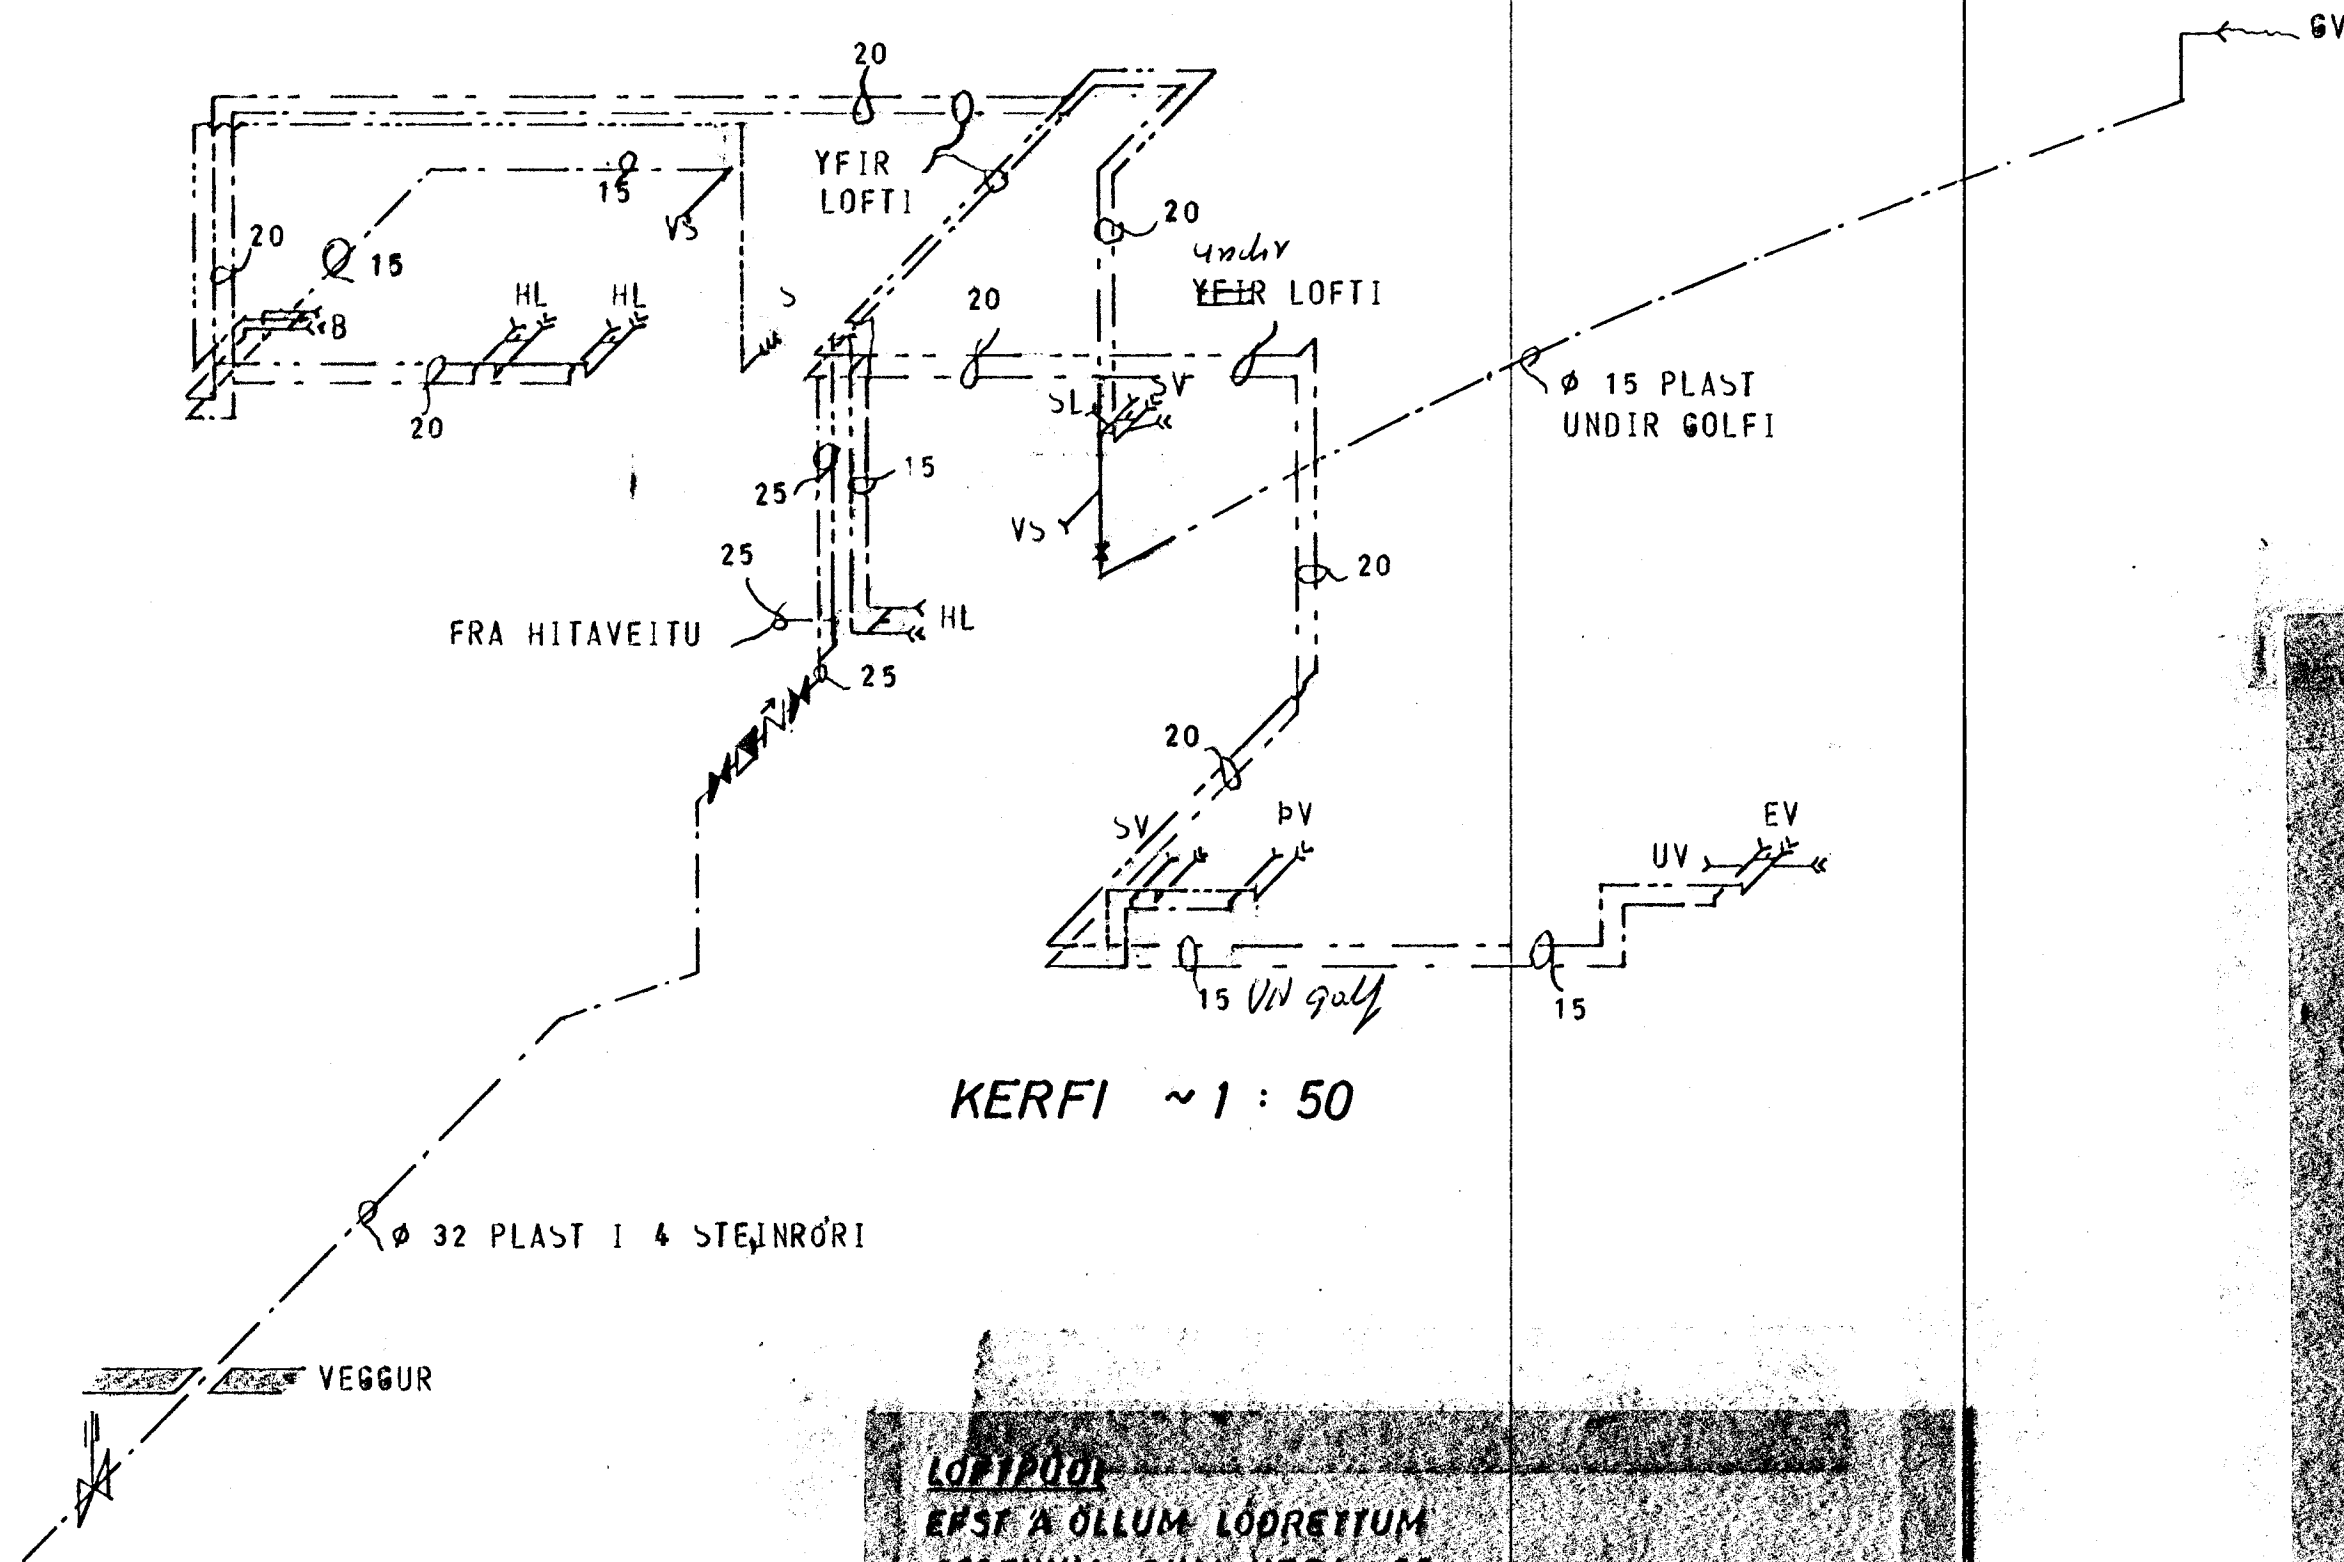 GV
20
YFIR
LOFTI
15
VS
20
20
15
undir
YFIR LOFTI
HL
HL
S
20
B
SV
SL
Ø 15 PLAST
UNDIR GOLFI
20
15
25
VS
25
20
FRA HITAVEITU
HL
25
20
SV
ÞV
EV
UV
15
UN golf
15
KERFI ~ 1 : 50
Ø 32 PLAST I 4 STEINRÖRI
VEGGUR
LOFTPÚÐI
EFST Á ÖLLUM LÓÐRETTUM